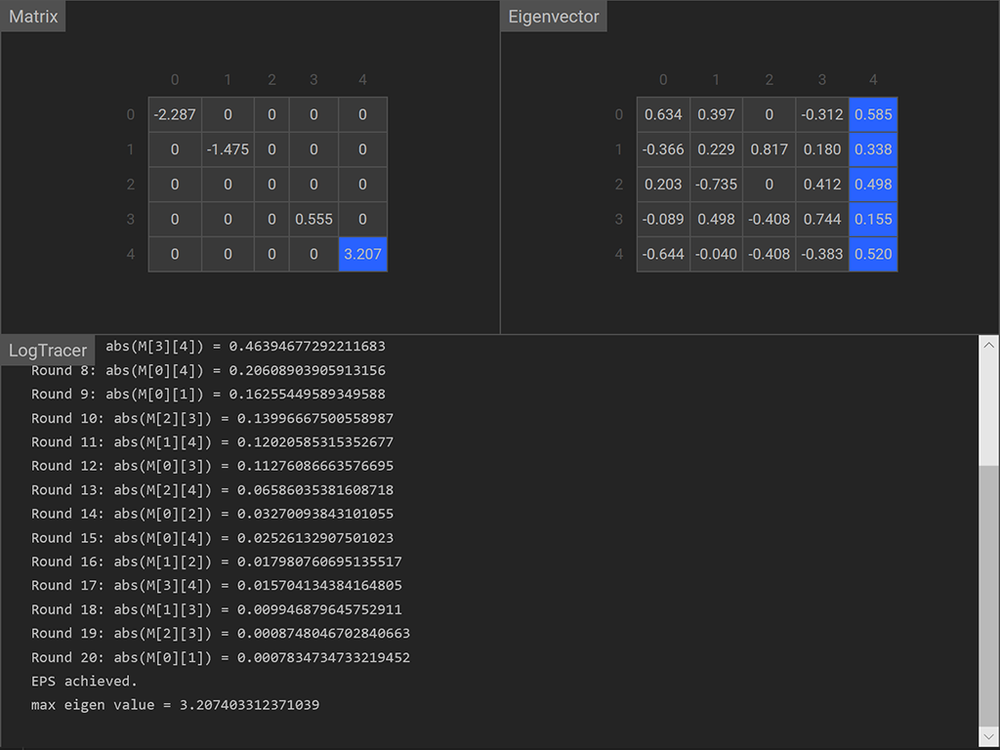 Matrix
0 1 2 3 4
0 -2.287 0 0 0 0
1 0 -1.475 0 0 0
2 0 0 0 0 0
3 0 0 0 0.555 0
4 0 0 0 0 3.207
Eigenvector
0 1 2 3 4
0 0.634 0.397 0 -0.312 0.585
1 -0.366 0.229 0.817 0.180 0.338
2 0.203 -0.735 0 0.412 0.498
3 -0.089 0.498 -0.408 0.744 0.155
4 -0.644 -0.040 -0.408 -0.383 0.520
LogTracer
abs(M[3][4]) = 0.46394677292211683
Round 8: abs(M[0][4]) = 0.20608903905913156
Round 9: abs(M[0][1]) = 0.16255449589349588
Round 10: abs(M[2][3]) = 0.13996667500558987
Round 11: abs(M[1][4]) = 0.12020585315352677
Round 12: abs(M[0][3]) = 0.11276086663576695
Round 13: abs(M[2][4]) = 0.06586035381608718
Round 14: abs(M[0][2]) = 0.03270093843101055
Round 15: abs(M[0][4]) = 0.02526132907501023
Round 16: abs(M[1][2]) = 0.017980760695135517
Round 17: abs(M[3][4]) = 0.015704134384164805
Round 18: abs(M[1][3]) = 0.009946879645752911
Round 19: abs(M[2][3]) = 0.0008748046702840663
Round 20: abs(M[0][1]) = 0.0007834734733219452
EPS achieved.
max eigen value = 3.207403312371039